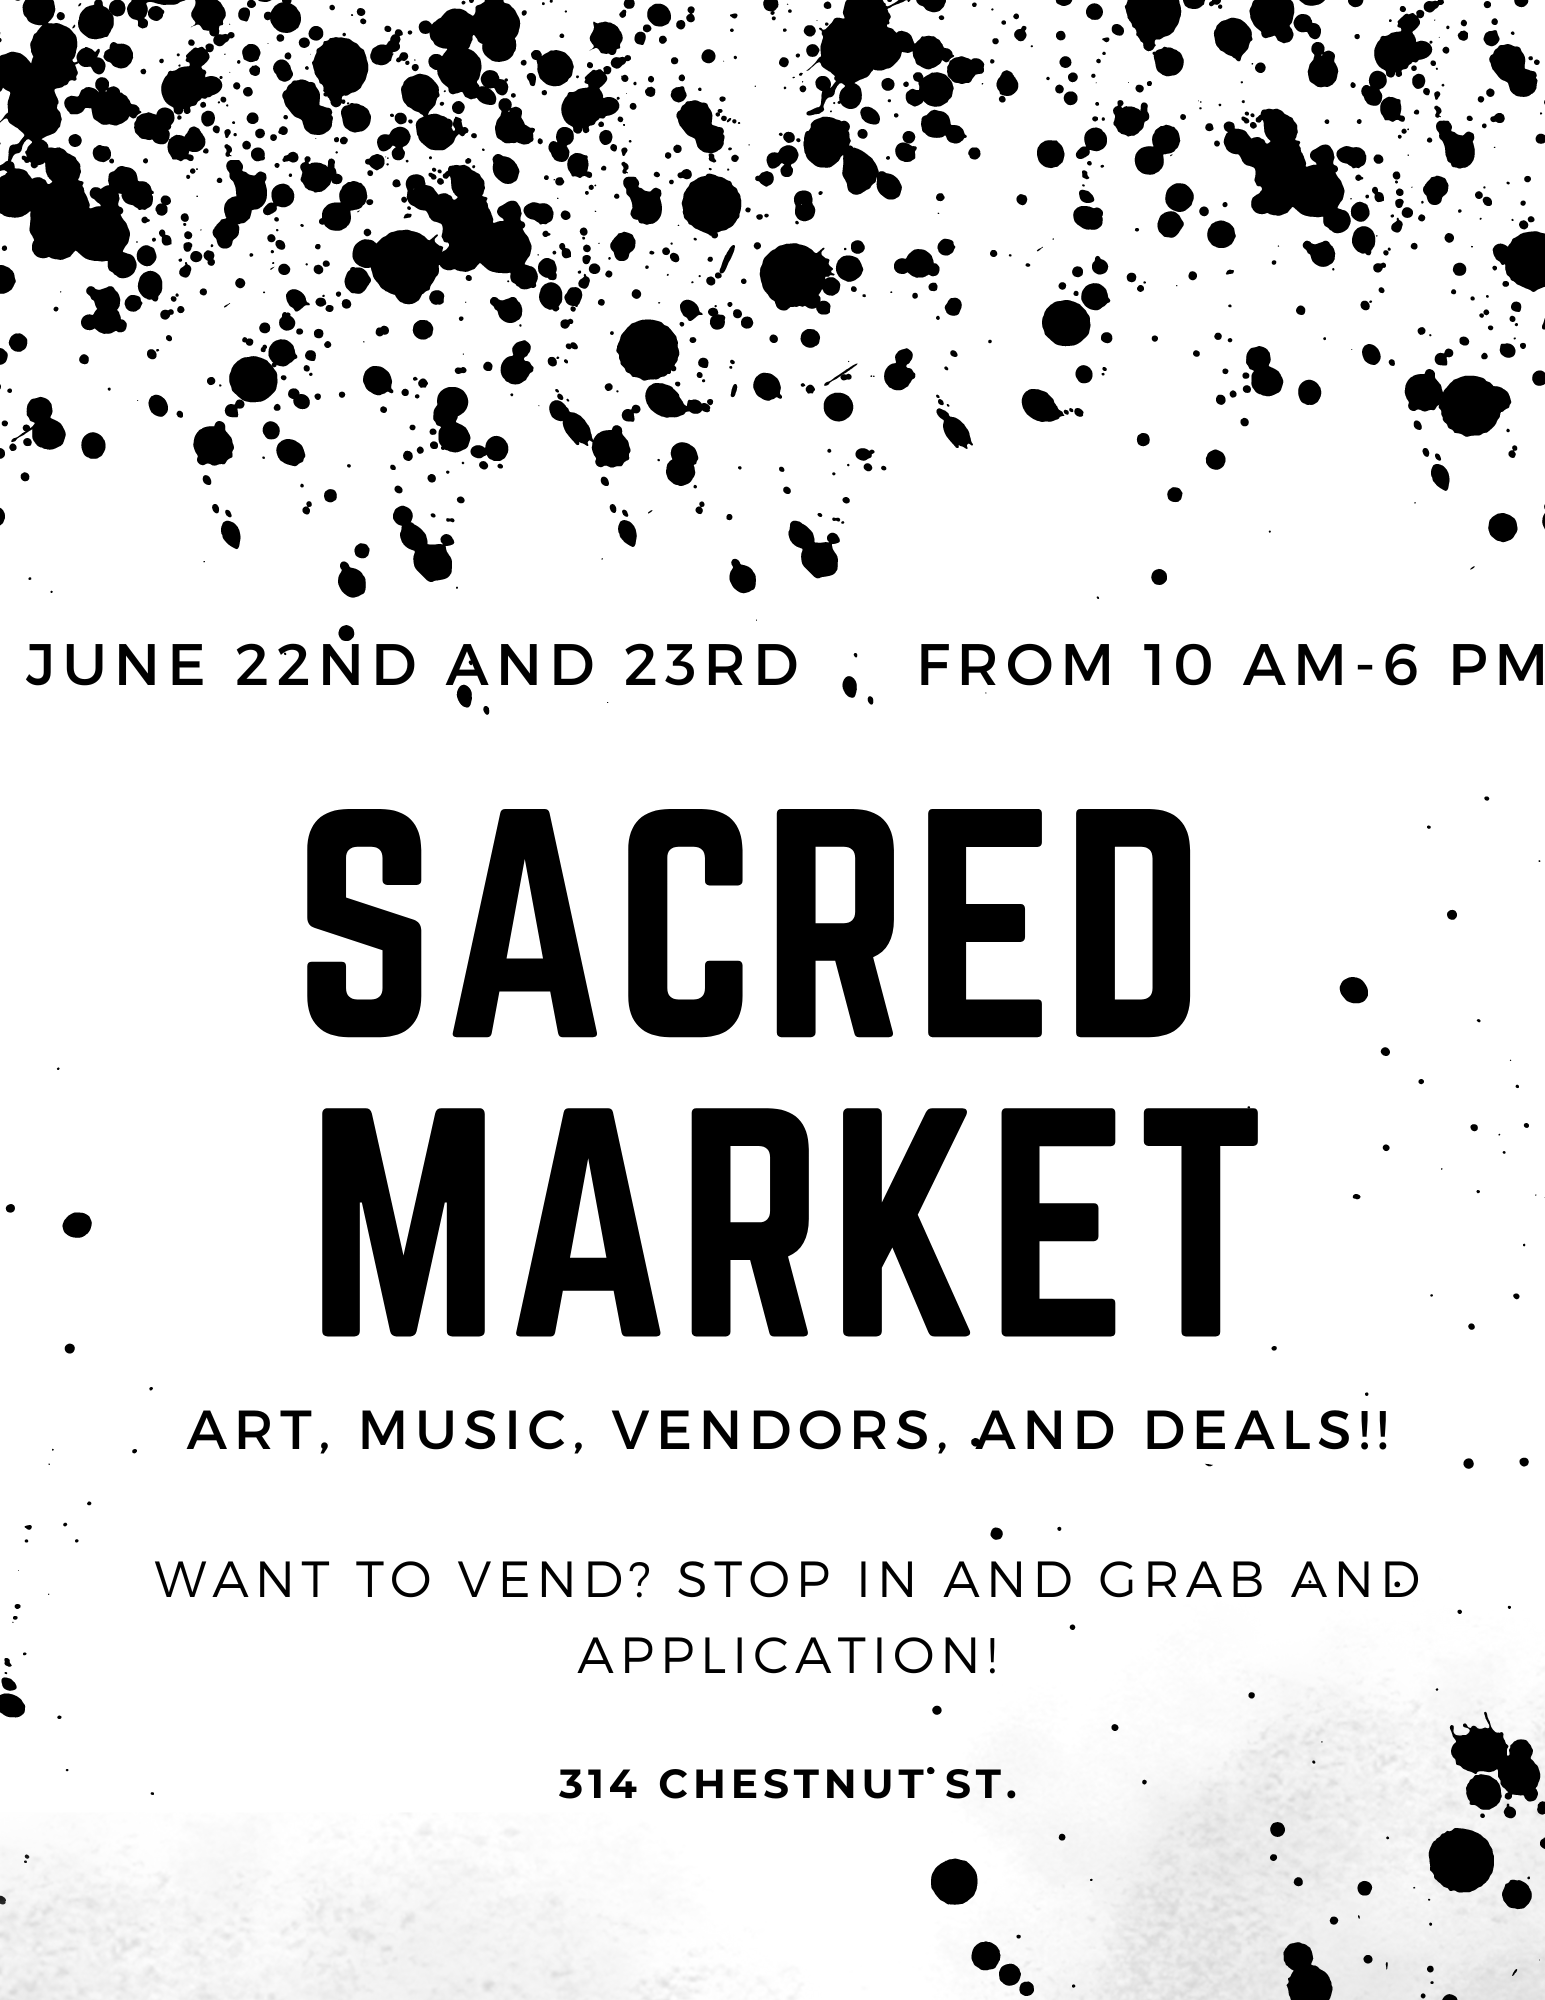 JUNE 22ND AND 23RD FROM 10 AM-6 PM
SACRED
MARKET
ART, MUSIC, VENDORS, AND DEALS!!
WANT TO VEND? STOP IN AND GRAB AND
APPLICATION!
314 CHESTNUT ST.